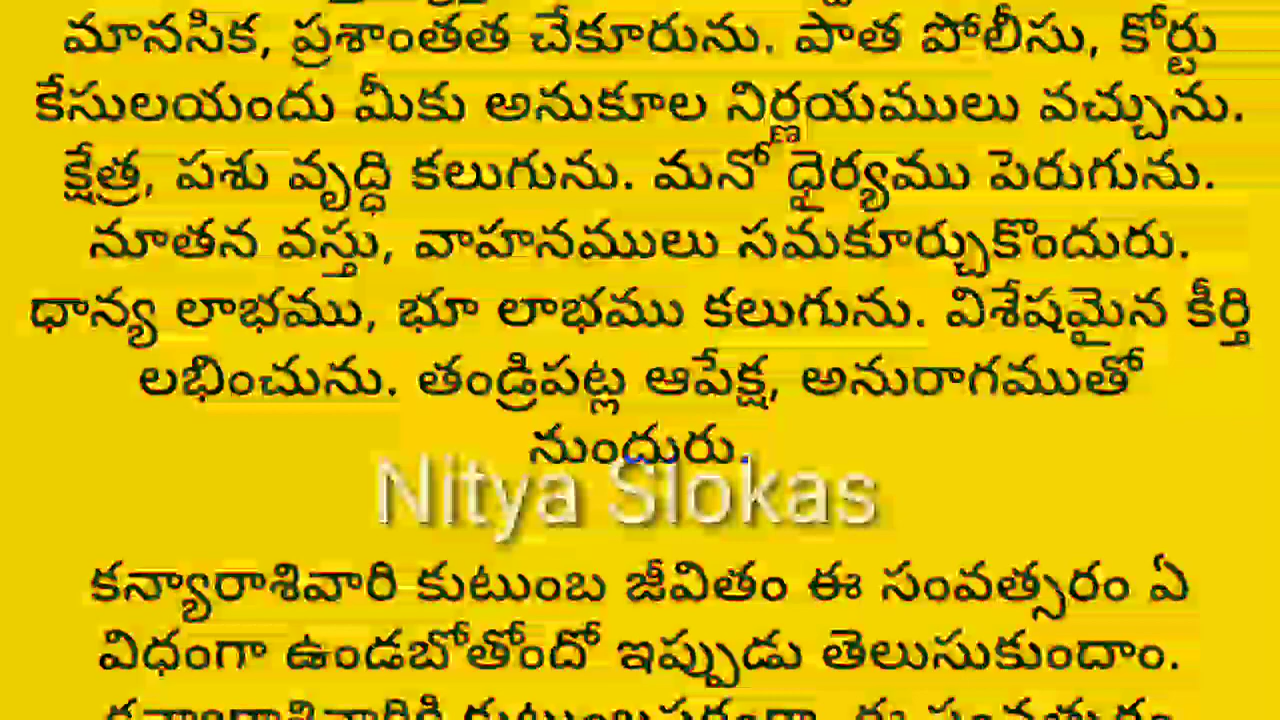 మానసిక, ప్రశాంతత చేకూరును. పాత పోలీసు, కోర్టు
కేసులయందు మీకు అనుకూల నిర్ణయములు వచ్చును.
క్షేత్ర, పశు వృద్ధి కలుగును. మనో ధైర్యము పెరుగును.
నూతన వస్తు, వాహనములు సమకూర్చుకొందురు.
ధాన్య లాభము, భూ లాభము కలుగును. విశేషమైన కీర్తి
లభించును. తండ్రిపట్ల ఆపేక్ష, అనురాగముతో
నుందురు.
Nitya Slokas
కన్యారాశివారి కుటుంబ జీవితం ఈ సంవత్సరం ఏ
విధంగా ఉండబోతోందో ఇప్పుడు తెలుసుకుందాం.